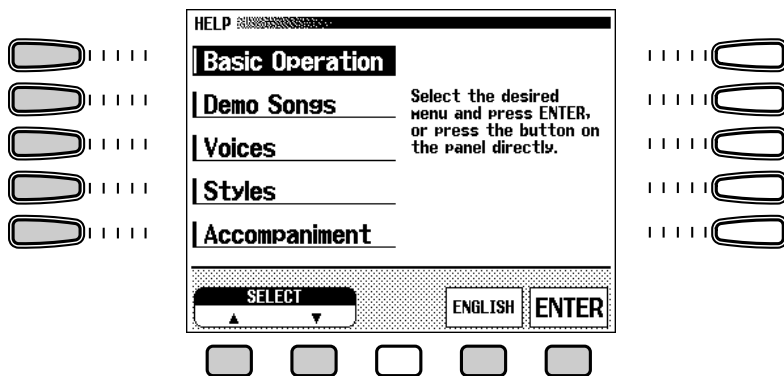 HELP
Basic Operation
Demo Songs
Voices
Styles
Accompaniment
Select the desired
menu and press ENTER,
or press the button on
the panel directly.
SELECT
▲ ▼
ENGLISH
ENTER